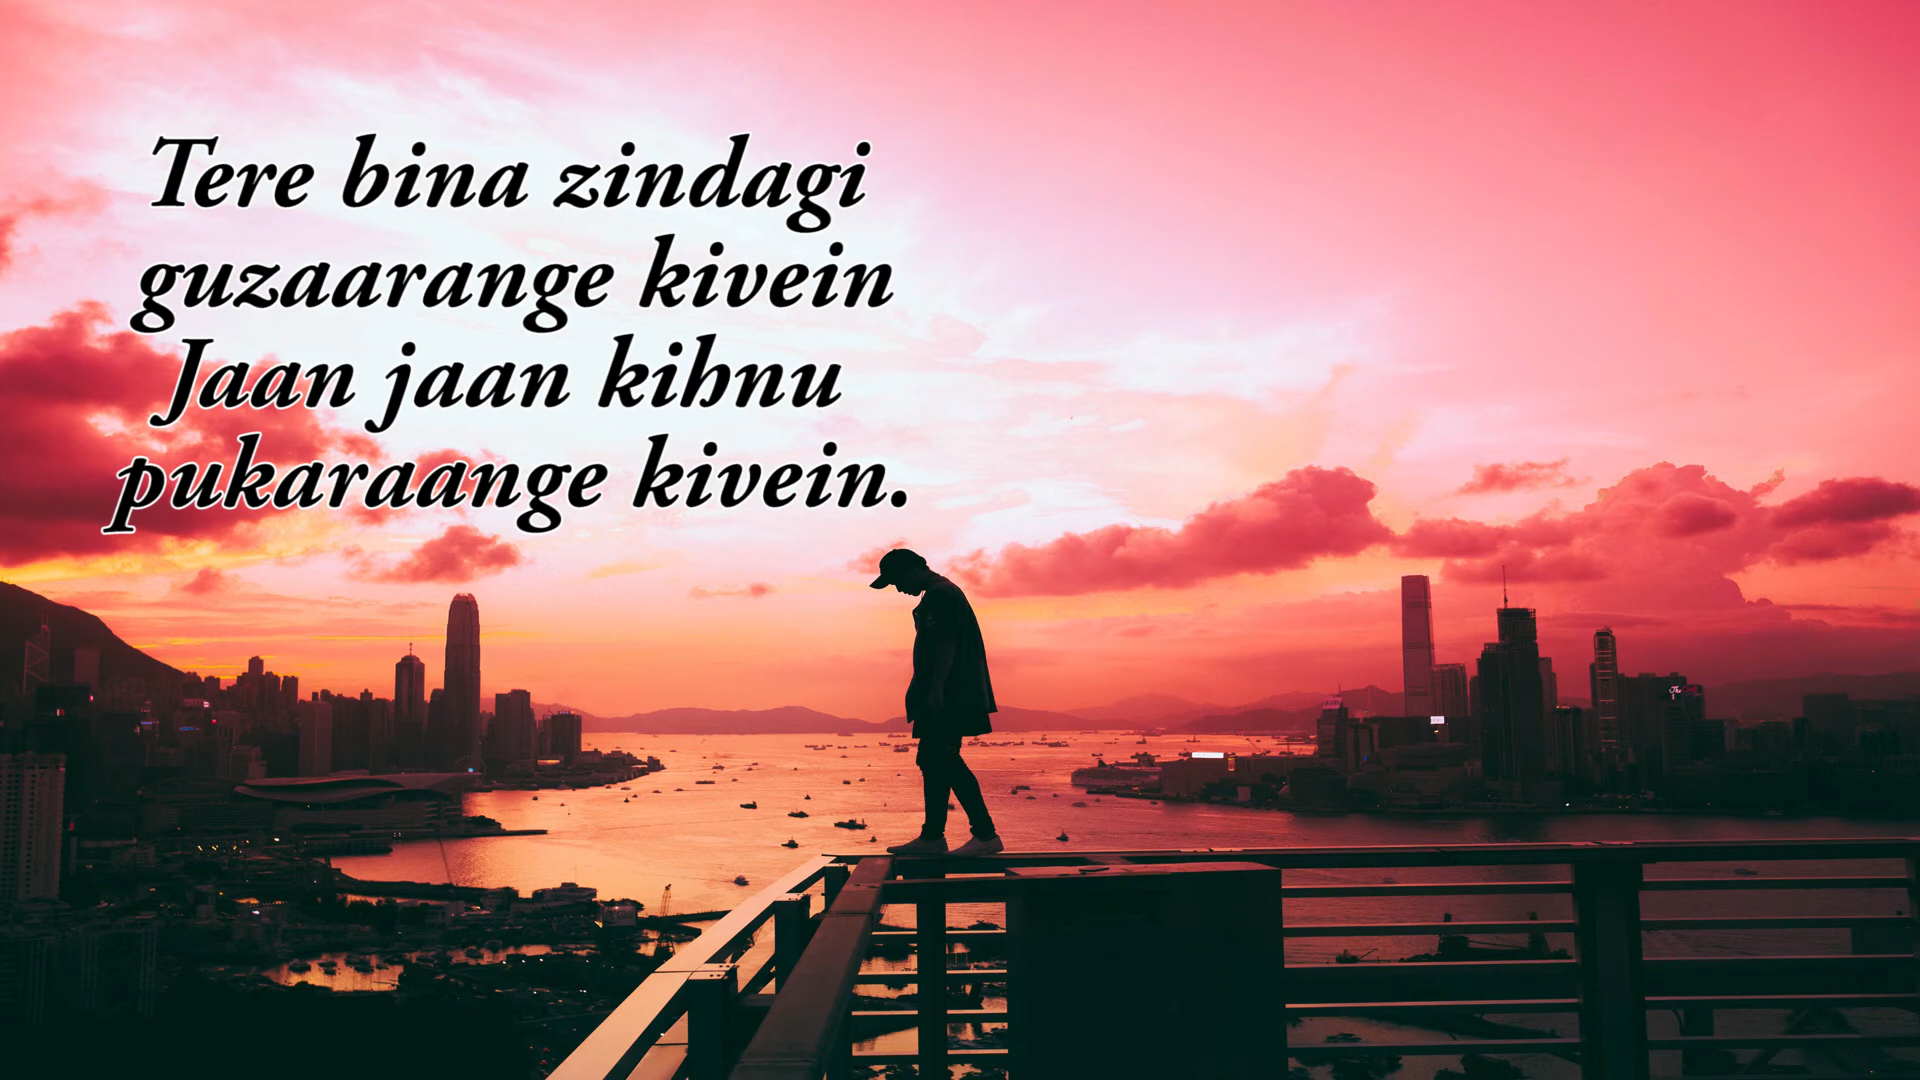 Tere bina zindagi
guzaarange kivein
Jaan jaan kihnu
pukaraange kivein.